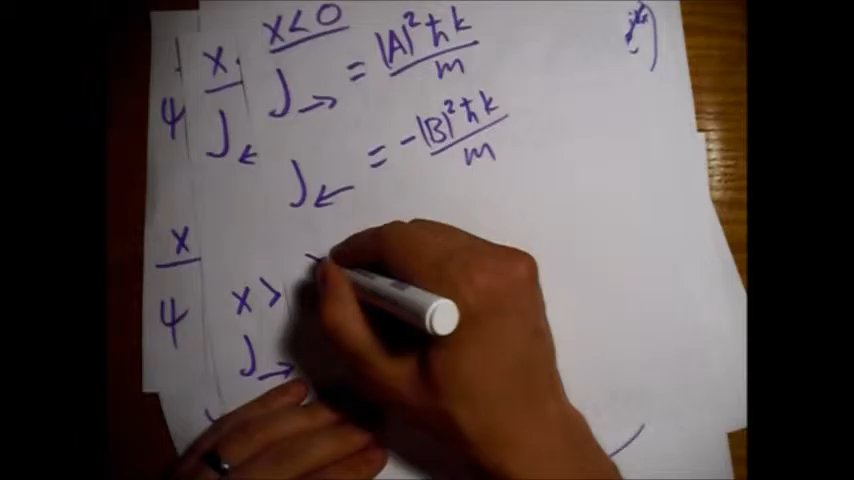 x<0
x j→ = |A|²ħk/m
ψ j←
j← = -|B|²ħk/m
x
x >
ψ j→